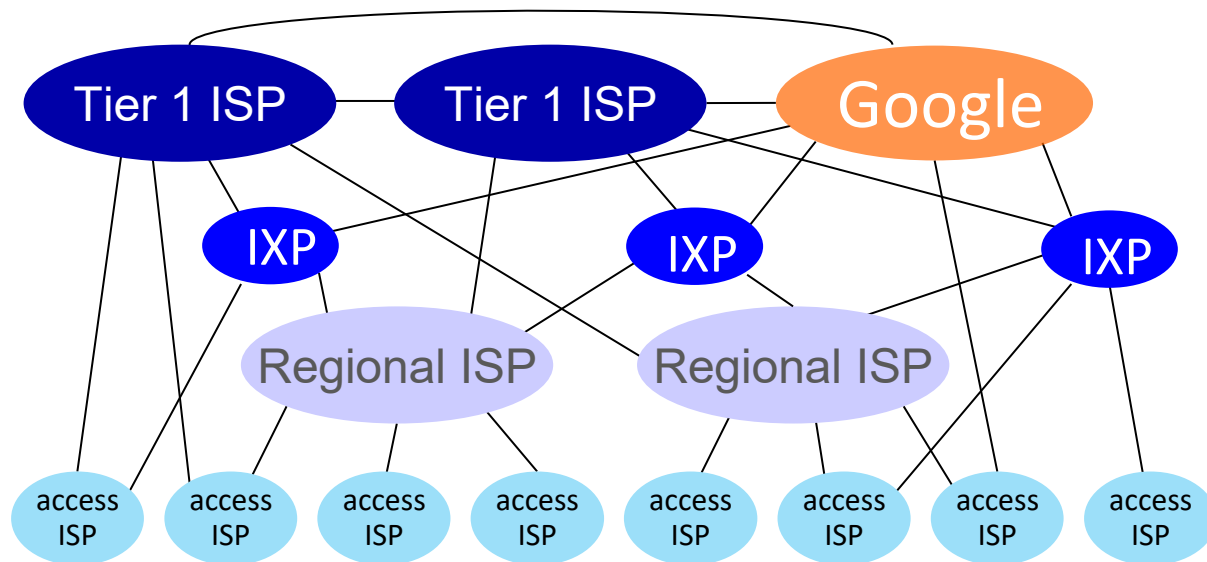 Tier 1 ISP
Tier 1 ISP
Google
IXP
IXP
IXP
Regional ISP
Regional ISP
access
ISP
access
ISP
access
ISP
access
ISP
access
ISP
access
ISP
access
ISP
access
ISP